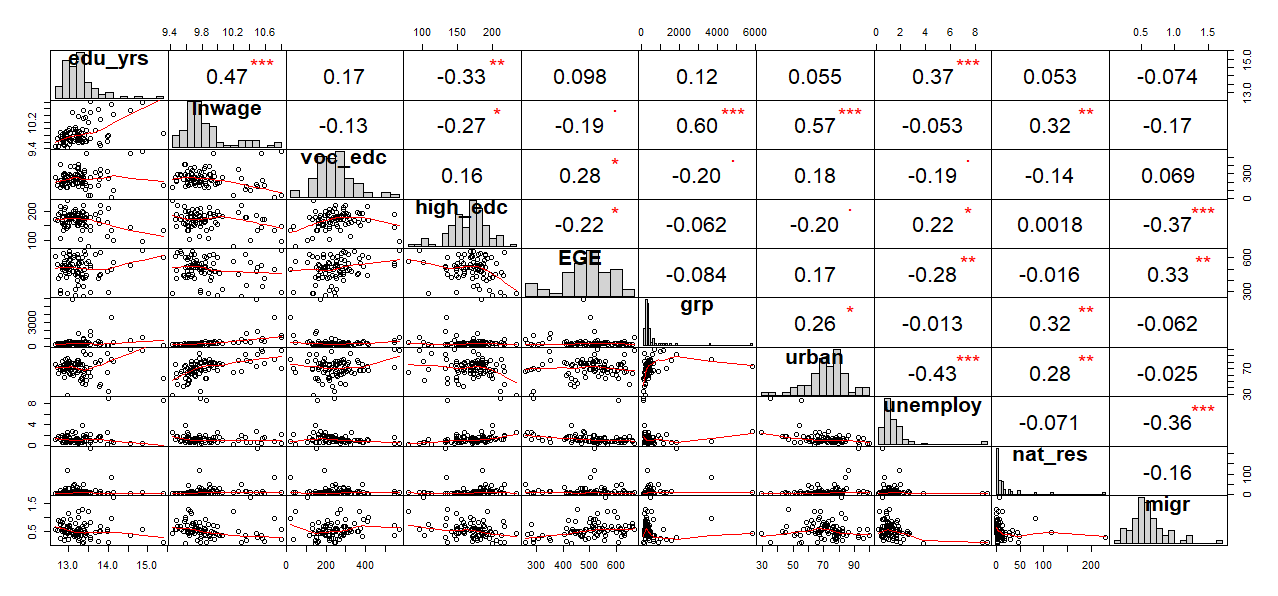 9.4 9.8 10.2 10.6 100 150 200 0 2000 4000 6000 0 2 4 6 8 0.5 1.0 1.5
edu_yrs 0.47 *** 0.17 -0.33 ** 0.098 0.12 0.055 0.37 *** 0.053 -0.074 13.0 15.0
9.4 10.2 lnwage -0.13 -0.27 * -0.19 . 0.60 *** 0.57 *** -0.053 0.32 ** -0.17
voc_edc 0.16 0.28 * -0.20 . 0.18 -0.19 . -0.14 0.069 0 300
100 200 high_edc -0.22 * -0.062 -0.20 . 0.22 * 0.0018 -0.37 ***
EGE -0.084 0.17 -0.28 ** -0.016 0.33 ** 300 600
0 3000 grp 0.26 * -0.013 0.32 ** -0.062
urban -0.43 *** 0.28 ** -0.025 30 70
0 4 8 unemploy -0.071 -0.36 ***
nat_res -0.16 0 100
0.5 1.5 migr
13.0 14.0 15.0 0 200 400 300 400 500 600 30 50 70 90 0 50 100 200